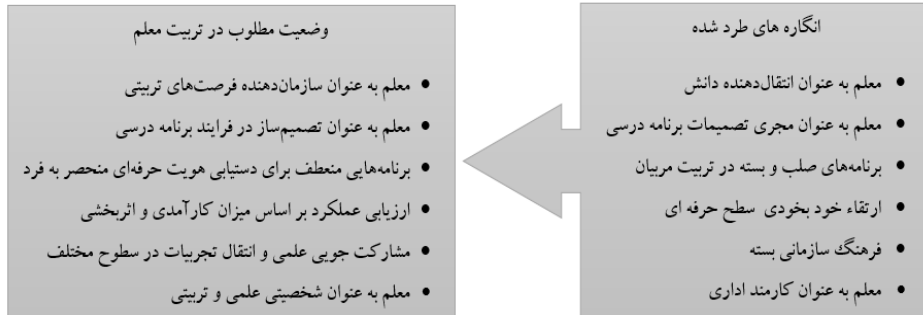 انگاره های طرد شده
• معلم به عنوان انتقال‌دهنده دانش
• معلم به عنوان مجری تصمیمات برنامه درسی
• برنامه‌های صلب و بسته در تربیت مربیان
• ارتقاء خود بخودی سطح حرفه ای
• فرهنگ سازمانی بسته
• معلم به عنوان کارمند اداری
وضعیت مطلوب در تربیت معلم
• معلم به عنوان سازمان‌دهنده فرصت‌های تربیتی
• معلم به عنوان تصمیم‌ساز در فرایند برنامه درسی
• برنامه‌هایی منعطف برای دستیابی هویت حرفه‌ای منحصر به فرد
• ارزیابی عملکرد بر اساس میزان کارآمدی و اثربخشی
• مشارکت جویی علمی و انتقال تجربیات در سطوح مختلف
• معلم به عنوان شخصیتی علمی و تربیتی